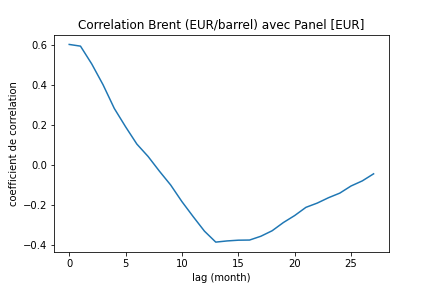 Correlation Brent (EUR/barrel) avec Panel [EUR]
coefficient de correlation
0.6
0.4
0.2
0.0
−0.2
−0.4
0 5 10 15 20 25
lag (month)